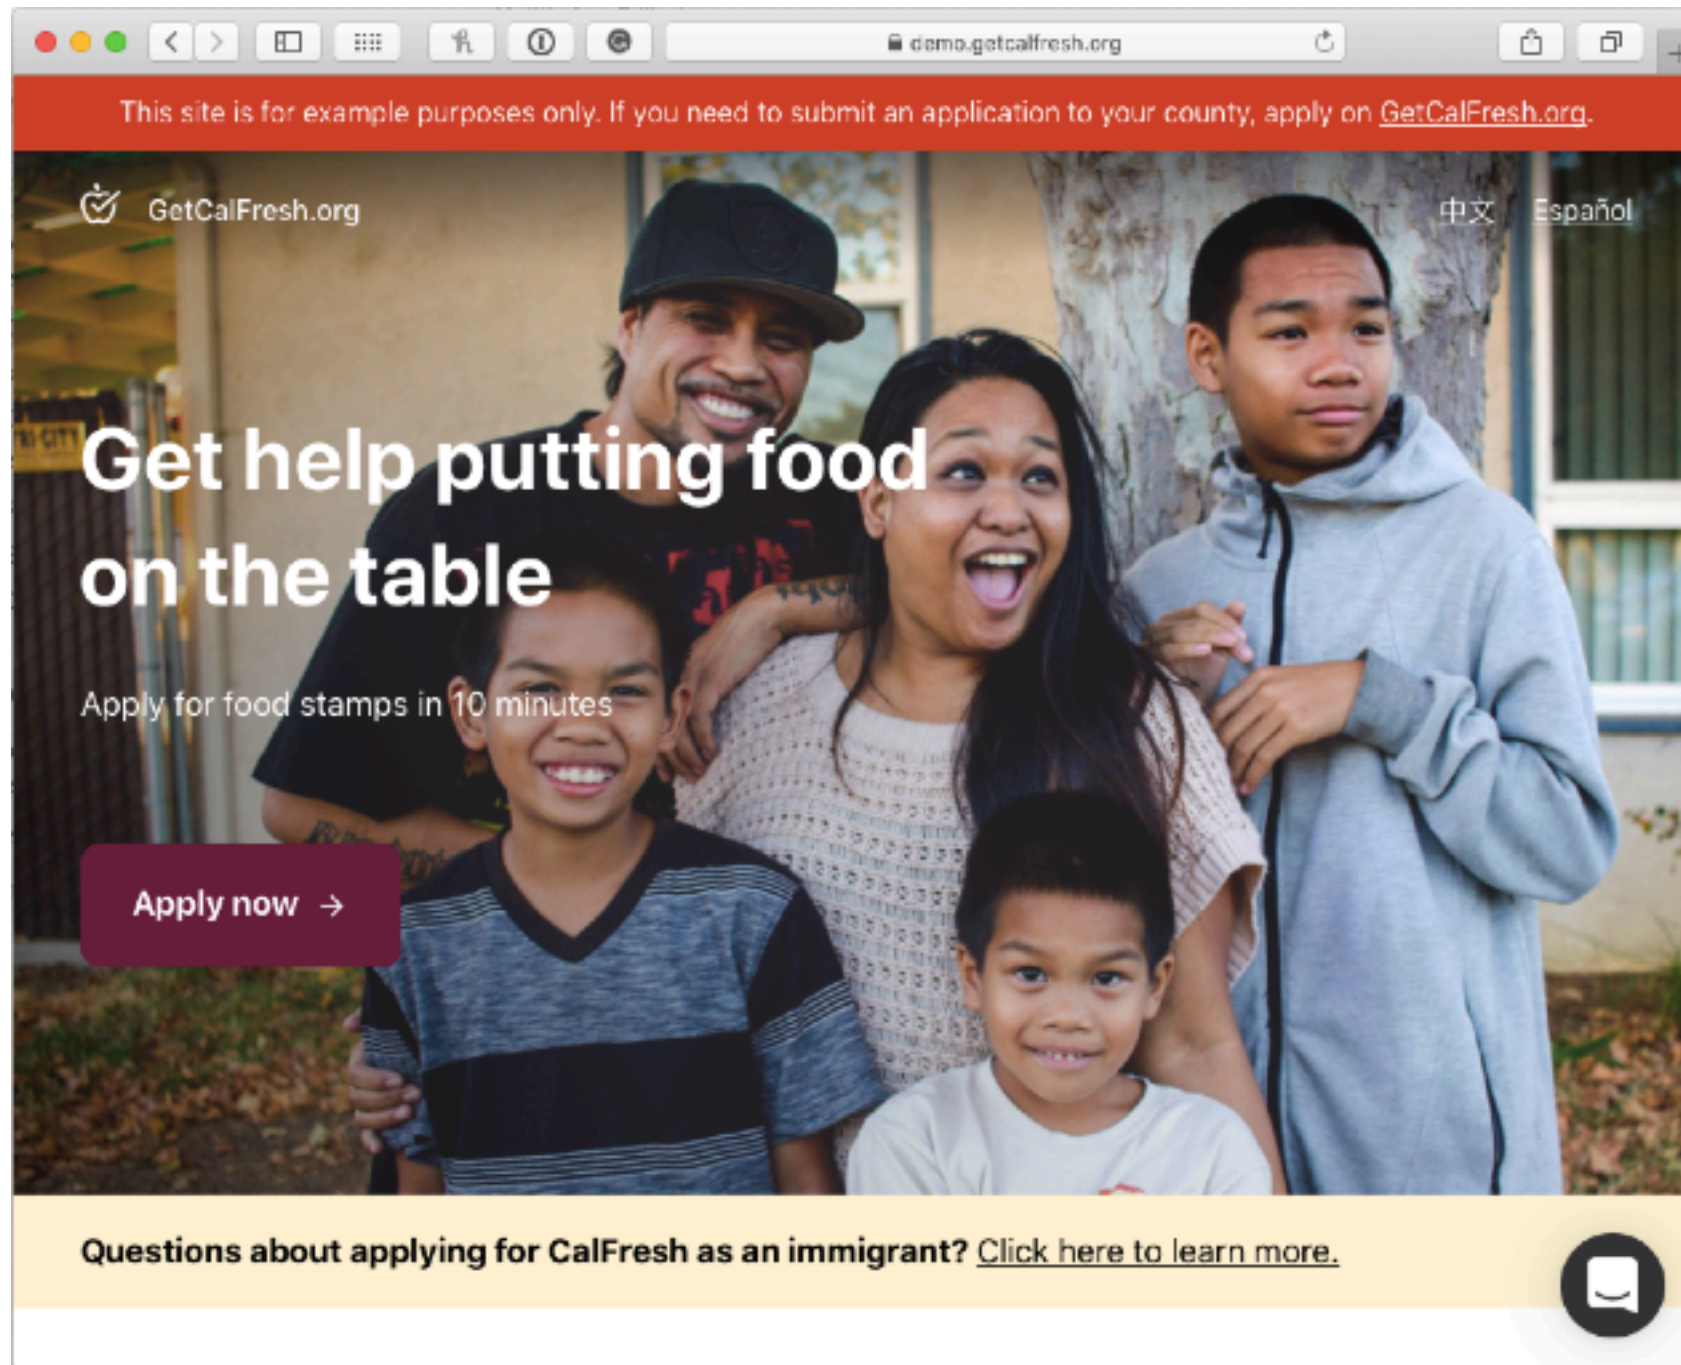 demo.getcalfresh.org
This site is for example purposes only. If you need to submit an application to your county, apply on GetCalFresh.org.
GetCalFresh.org
中文 Español
TRI-CITY
Get help putting food
on the table
Apply for food stamps in 10 minutes
Apply now →
Questions about applying for CalFresh as an immigrant? Click here to learn more.